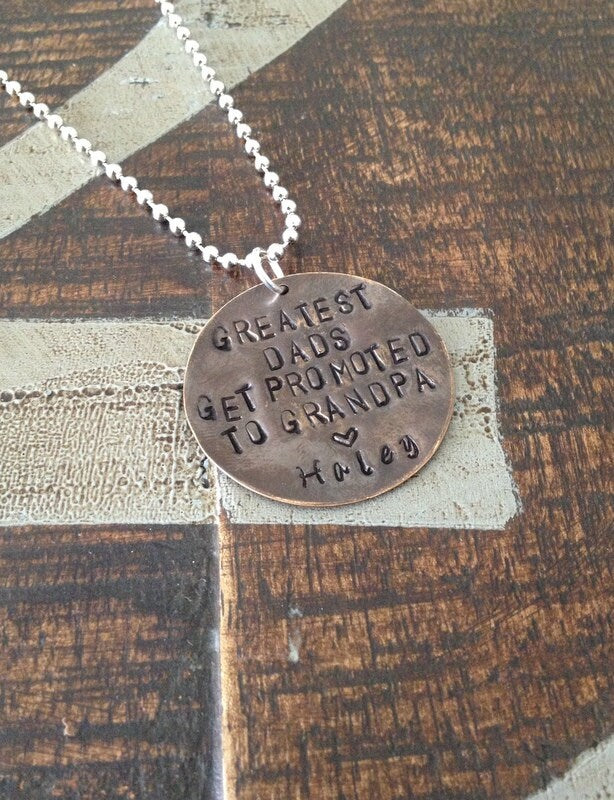 GREATEST
DADS
GET PROMOTED
TO GRANDPA
♡
Haley